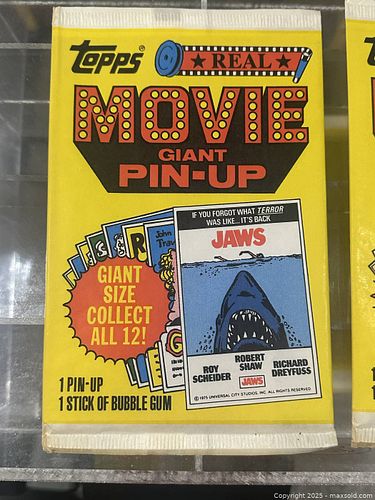 Topps®
★ REAL ★
MOVIE
GIANT
PIN-UP
IF YOU FORGOT WHAT TERROR
WAS LIKE...IT'S BACK
JAWS
John
Trav
R
GIANT
SIZE
COLLECT
ALL 12!
G
ROY
SCHEIDER
ROBERT
SHAW
JAWS
RICHARD
DREYFUSS
© 1975 UNIVERSAL CITY STUDIOS, INC. ALL RIGHTS RESERVED
1 PIN-UP
1 STICK OF BUBBLE GUM
Copyright 2025 - maxsold.com